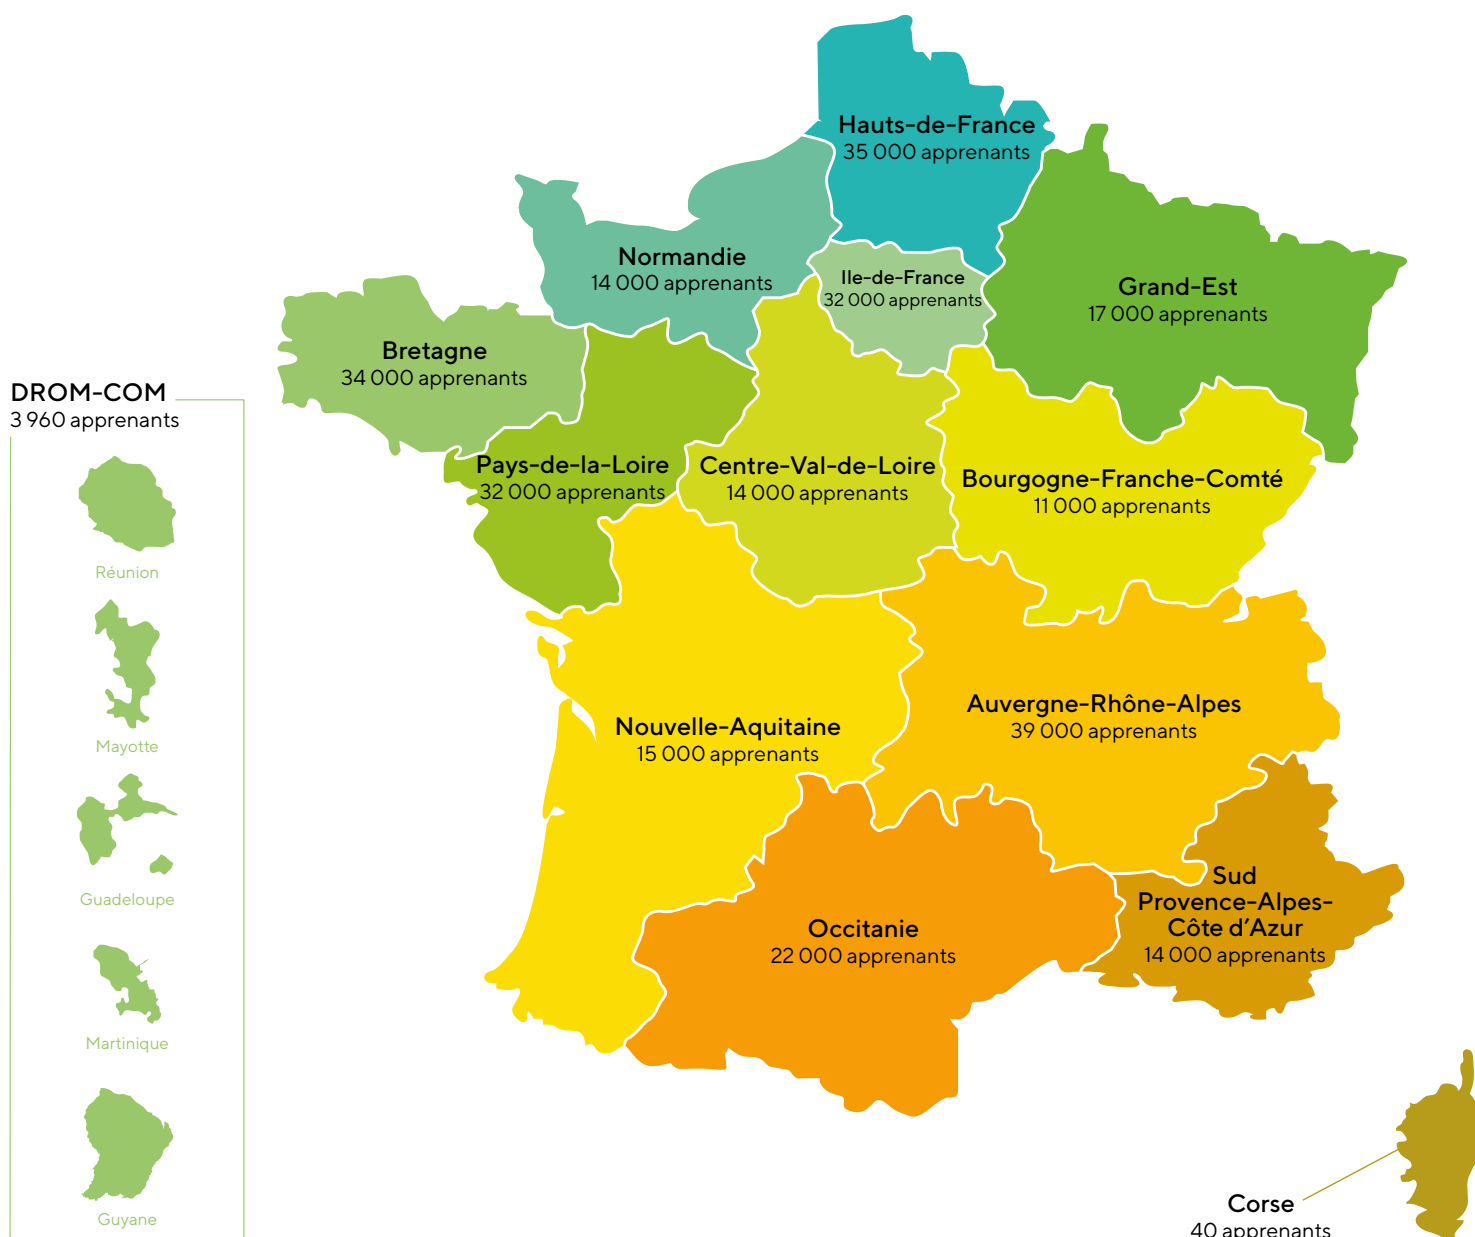 Hauts-de-France
35 000 apprenants
Normandie
14 000 apprenants
Ile-de-France
32 000 apprenants
Grand-Est
17 000 apprenants
Bretagne
34 000 apprenants
DROM-COM
3 960 apprenants
Réunion
Mayotte
Guadeloupe
Martinique
Guyane
Pays-de-la-Loire
32 000 apprenants
Centre-Val-de-Loire
14 000 apprenants
Bourgogne-Franche-Comté
11 000 apprenants
Nouvelle-Aquitaine
15 000 apprenants
Auvergne-Rhône-Alpes
39 000 apprenants
Occitanie
22 000 apprenants
Sud
Provence-Alpes-
Côte d'Azur
14 000 apprenants
Corse
40 apprenants